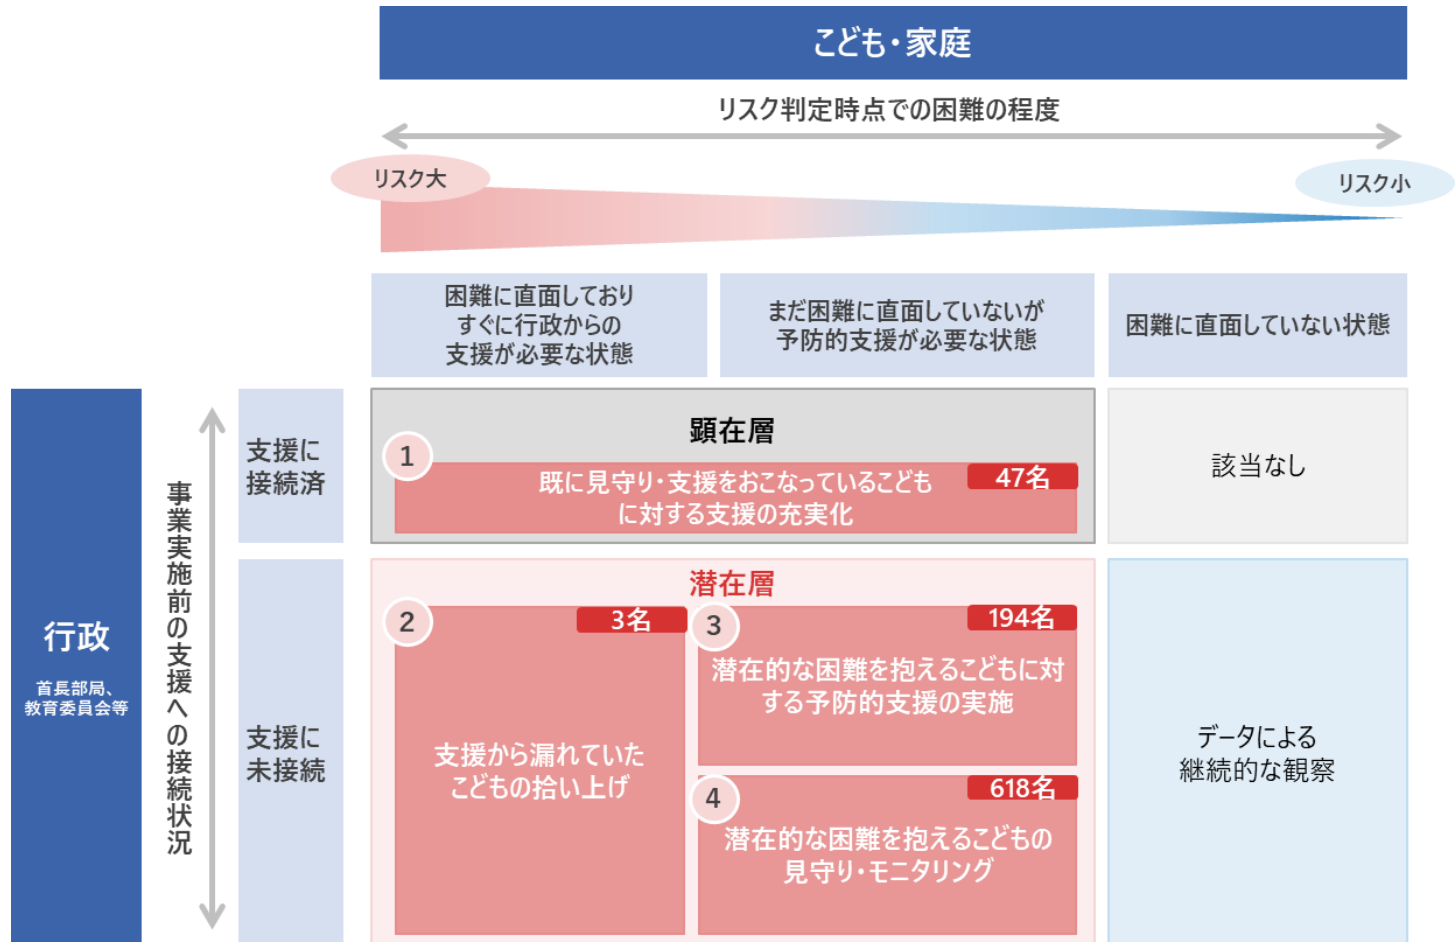 こども・家庭
リスク判定時点での困難の程度
リスク大
リスク小
困難に直面しており
すぐに行政からの
支援が必要な状態
まだ困難に直面していないが
予防的支援が必要な状態
困難に直面していない状態
行政
首長部局、
教育委員会等
事業実施前の支援への接続状況
支援に
接続済
顕在層
1
47名
既に見守り・支援をおこなっているこども
に対する支援の充実化
該当なし
支援に
未接続
潜在層
2
3名
支援から漏れていた
こどもの拾い上げ
3
194名
潜在的な困難を抱えるこどもに対
する予防的支援の実施
4
618名
潜在的な困難を抱えるこどもの
見守り・モニタリング
データによる
継続的な観察